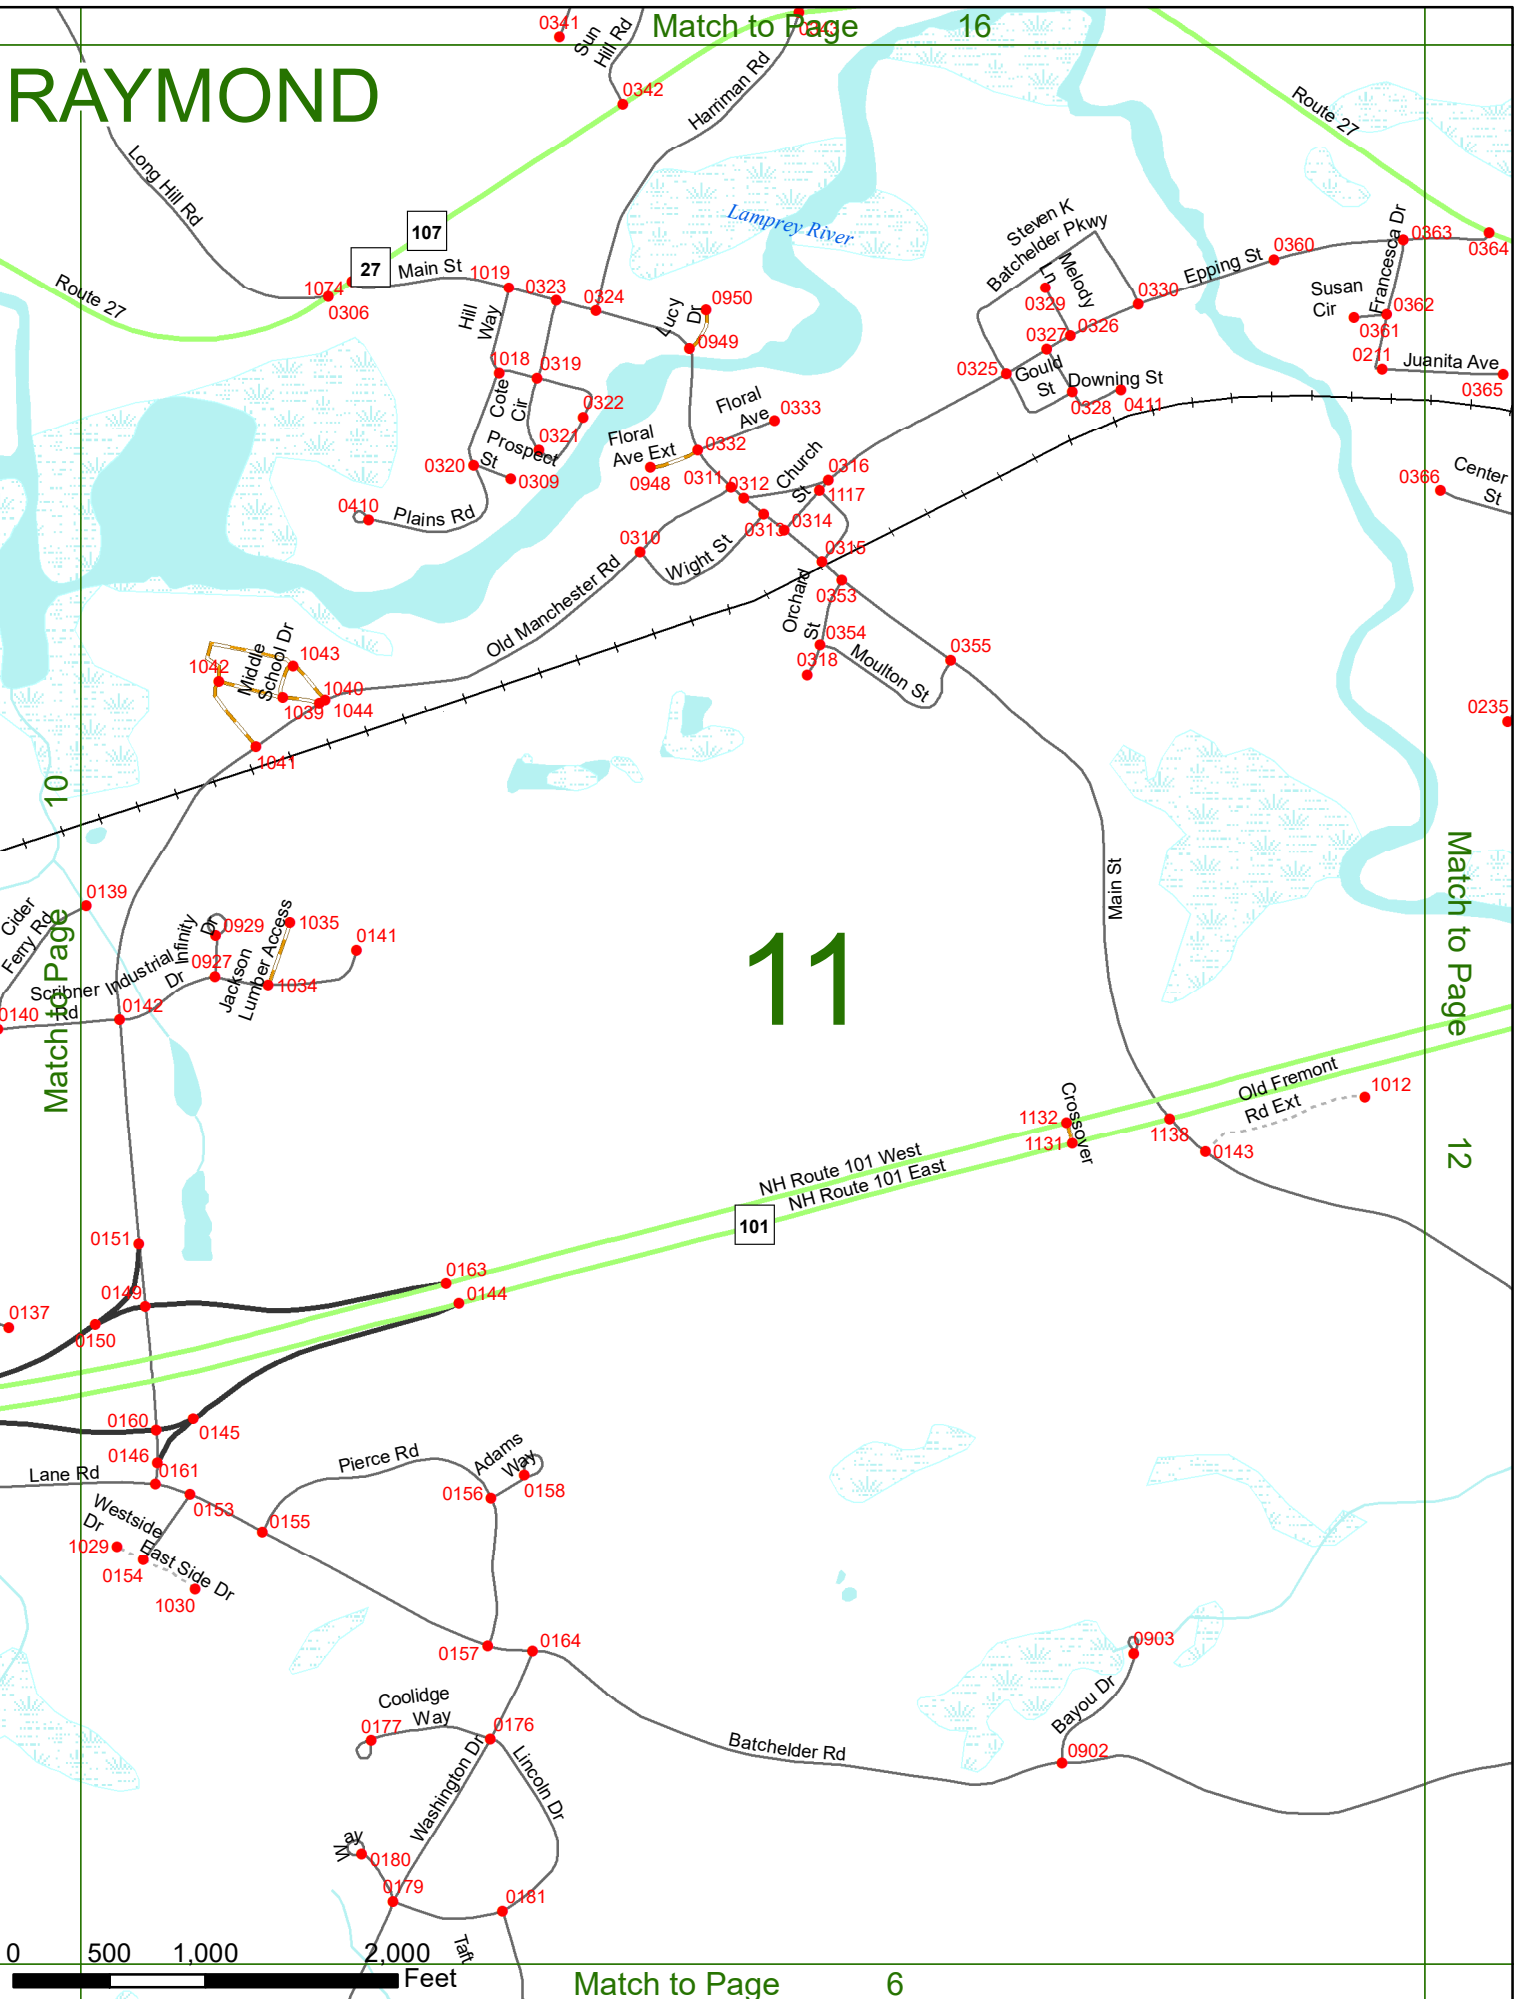 0341
Sun
Hill Rd
Match to Page 16
0343
RAYMOND
0342
Harriman Rd
Route 27
Long Hill Rd
Lamprey River
107
27
Main St
1019
0323
0324
1074
0306
Route 27
Hill
Way
Lucy
Dr
0950
0949
Steven K
Batchelder Pkwy
Melody
Ln
0329
0330
Epping St
0360
Francesca Dr
0363
0364
Susan
Cir
0362
0361
0211
Juanita Ave
0365
0327
0326
0325
Gould
St
Downing St
0328
0411
1018
0319
Cote
Cir
0322
0321
Prospect
St
0320
0309
0410
Plains Rd
Floral
Ave
0333
Floral
Ave Ext
0332
0948
0311
0312
Church
St
0316
1117
0313
0314
0310
Wight St
0315
Old Manchester Rd
0353
Orchard
St
0354
0318
Moulton St
0355
0366
Center
St
0235
1042
Middle
School Dr
1043
1040
1039
1044
1041
Match to Page 10
0139
Cider
Ferry Rd
Scribner
Rd
0140
0142
Industrial
Dr
Infinity
Dr
0929
0927
Jackson
Lumber Access
1035
1034
0141
11
Main St
Match to Page 12
Old Fremont
Rd Ext
1012
Crossover
1132
1131
1138
0143
NH Route 101 West
NH Route 101 East
101
0151
0149
0150
0137
0163
0144
0160
0145
0146
0161
Lane Rd
Westside
Dr
0153
0155
1029
0154
East Side Dr
1030
Pierce Rd
Adams
Way
0156
0158
0157
0164
Coolidge
Way
0177
0176
Washington Dr
Lincoln Dr
Batchelder Rd
Bayou Dr
0903
0902
Way
0180
0179
0181
Taft
0 500 1,000 2,000
Feet
Match to Page 6